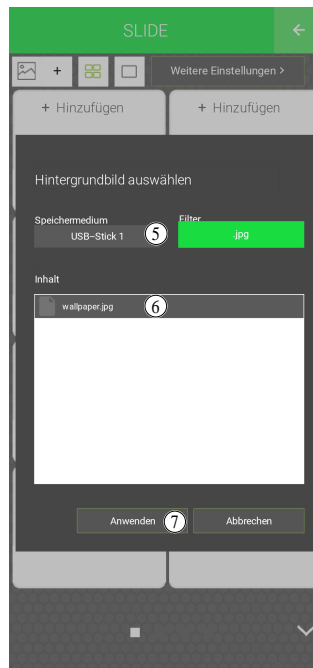 SLIDE
+ Weitere Einstellungen >
+ Hinzufügen + Hinzufügen
Hintergrundbild auswählen
Speichermedium Filter
USB-Stick 1 5 .jpg
Inhalt
wallpaper.jpg 6
Anwenden 7 Abbrechen